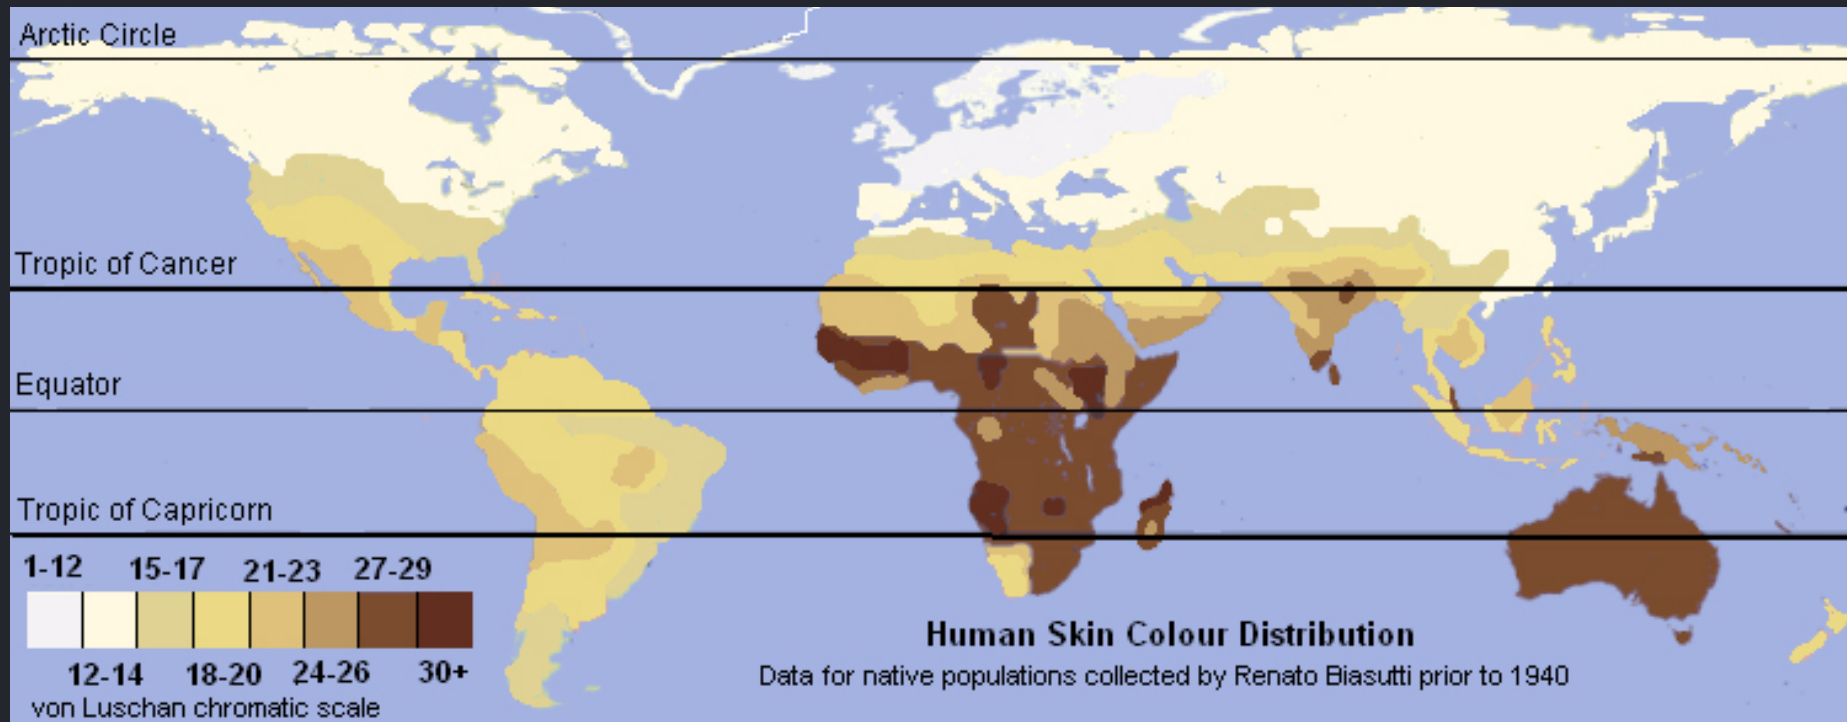 Arctic Circle
Tropic of Cancer
Equator
Tropic of Capricorn
1-12 15-17 21-23 27-29
12-14 18-20 24-26 30+
von Luschan chromatic scale
Human Skin Colour Distribution
Data for native populations collected by Renato Biasutti prior to 1940